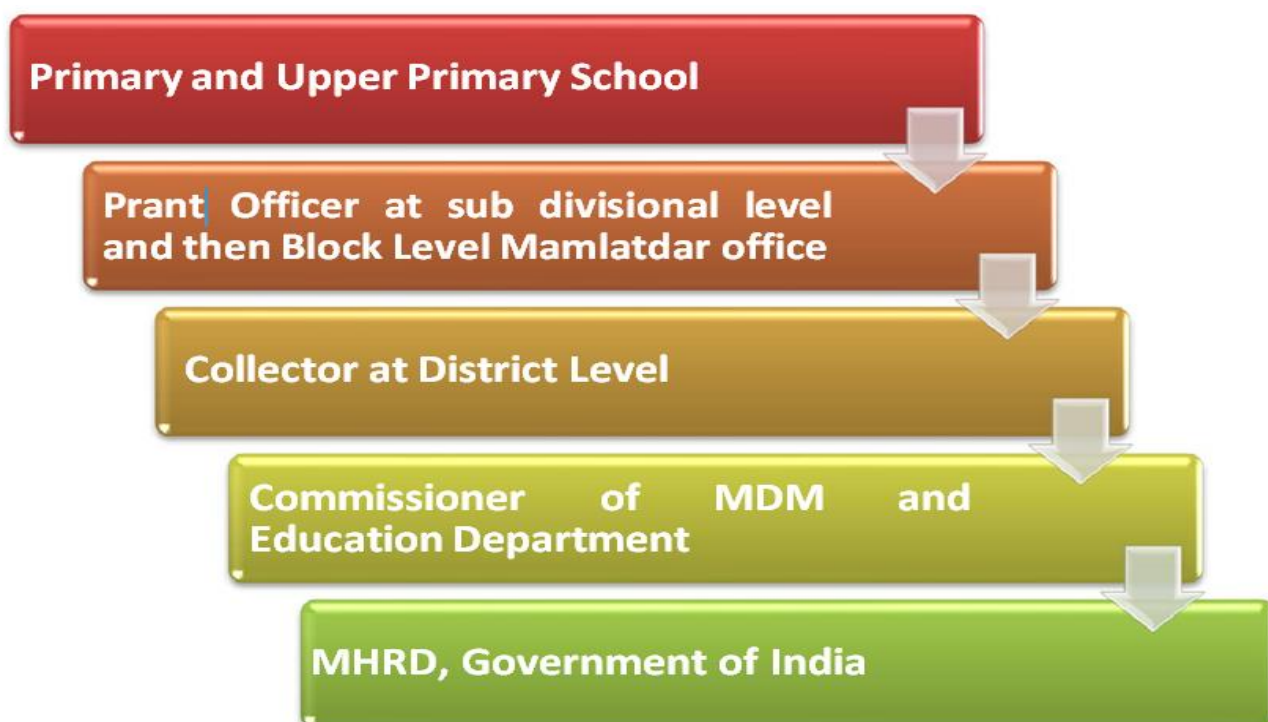 Primary and Upper Primary School
Prant Officer at sub divisional level
and then Block Level Mamlatdar office
Collector at District Level
Commissioner of MDM and
Education Department
MHRD, Government of India